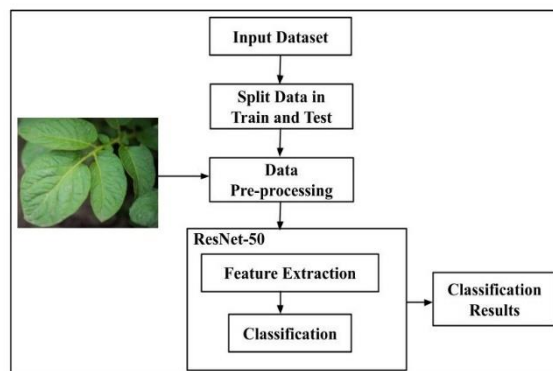 Input Dataset
Split Data in
Train and Test
Data
Pre-processing
ResNet-50
Feature Extraction
Classification
Classification
Results